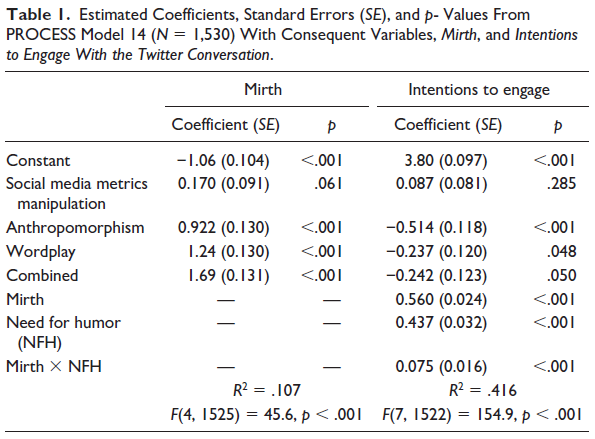 Table 1. Estimated Coefficients, Standard Errors (SE), and p- Values From
PROCESS Model 14 (N = 1,530) With Consequent Variables, Mirth, and Intentions
to Engage With the Twitter Conversation.
Mirth Intentions to engage
Coefficient (SE) p Coefficient (SE) p
Constant −1.06 (0.104) <.001 3.80 (0.097) <.001
Social media metrics 0.170 (0.091) .061 0.087 (0.081) .285
manipulation
Anthropomorphism 0.922 (0.130) <.001 −0.514 (0.118) <.001
Wordplay 1.24 (0.130) <.001 −0.237 (0.120) .048
Combined 1.69 (0.131) <.001 −0.242 (0.123) .050
Mirth — — 0.560 (0.024) <.001
Need for humor — — 0.437 (0.032) <.001
(NFH)
Mirth × NFH — — 0.075 (0.016) <.001
R² = .107 R² = .416
F(4, 1525) = 45.6, p < .001 F(7, 1522) = 154.9, p < .001